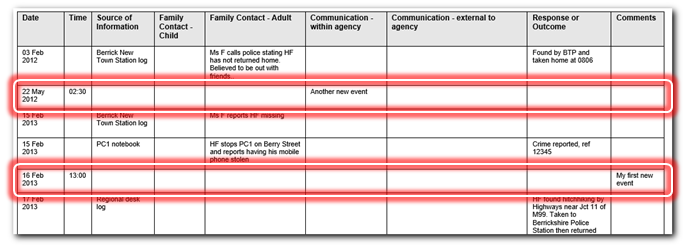 Date Time Source of Information Family Contact - Child Family Contact - Adult Communication - within agency Communication - external to agency Response or Outcome Comments
03 Feb 2012 Berrick New Town Station log Ms F calls police stating HF has not returned home. Believed to be out with friends. Found by BTP and taken home at 0806
22 May 2012 02:30 Another new event
15 Feb 2013 Berrick New Town Station log Ms F reports HF missing
15 Feb 2013 PC1 notebook HF stops PC1 on Berry Street and reports having his mobile phone stolen Crime reported, ref 12345
16 Feb 2013 13:00 My first new event
17 Feb 2013 Regional desk log HF found hitchhiking by Highways near Jct 11 of M99. Taken to Berrickshire Police Station then returned